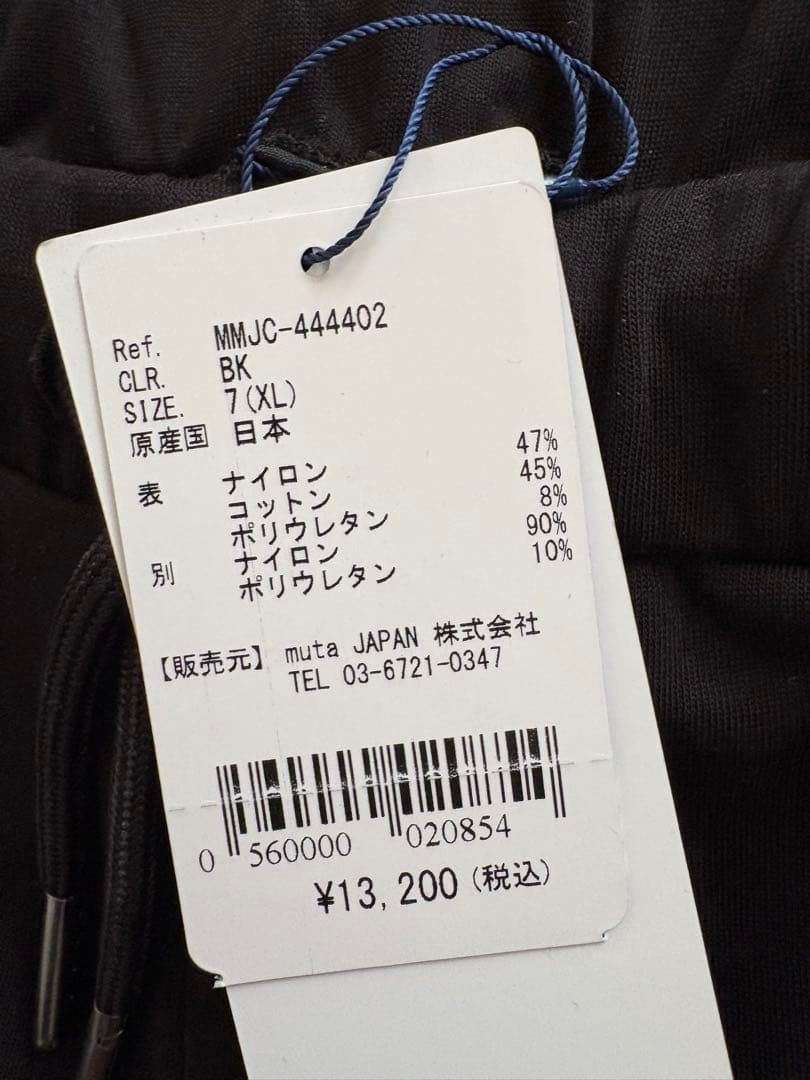 Ref. MMJC-444402
CLR. BK
SIZE. 7(XL)
原産国 日本
表 ナイロン 47%
コットン 45%
ポリウレタン 8%
別 ナイロン 90%
ポリウレタン 10%
【販売元】 muta JAPAN 株式会社
TEL 03-6721-0347
0 560000 020854
¥13,200(税込)